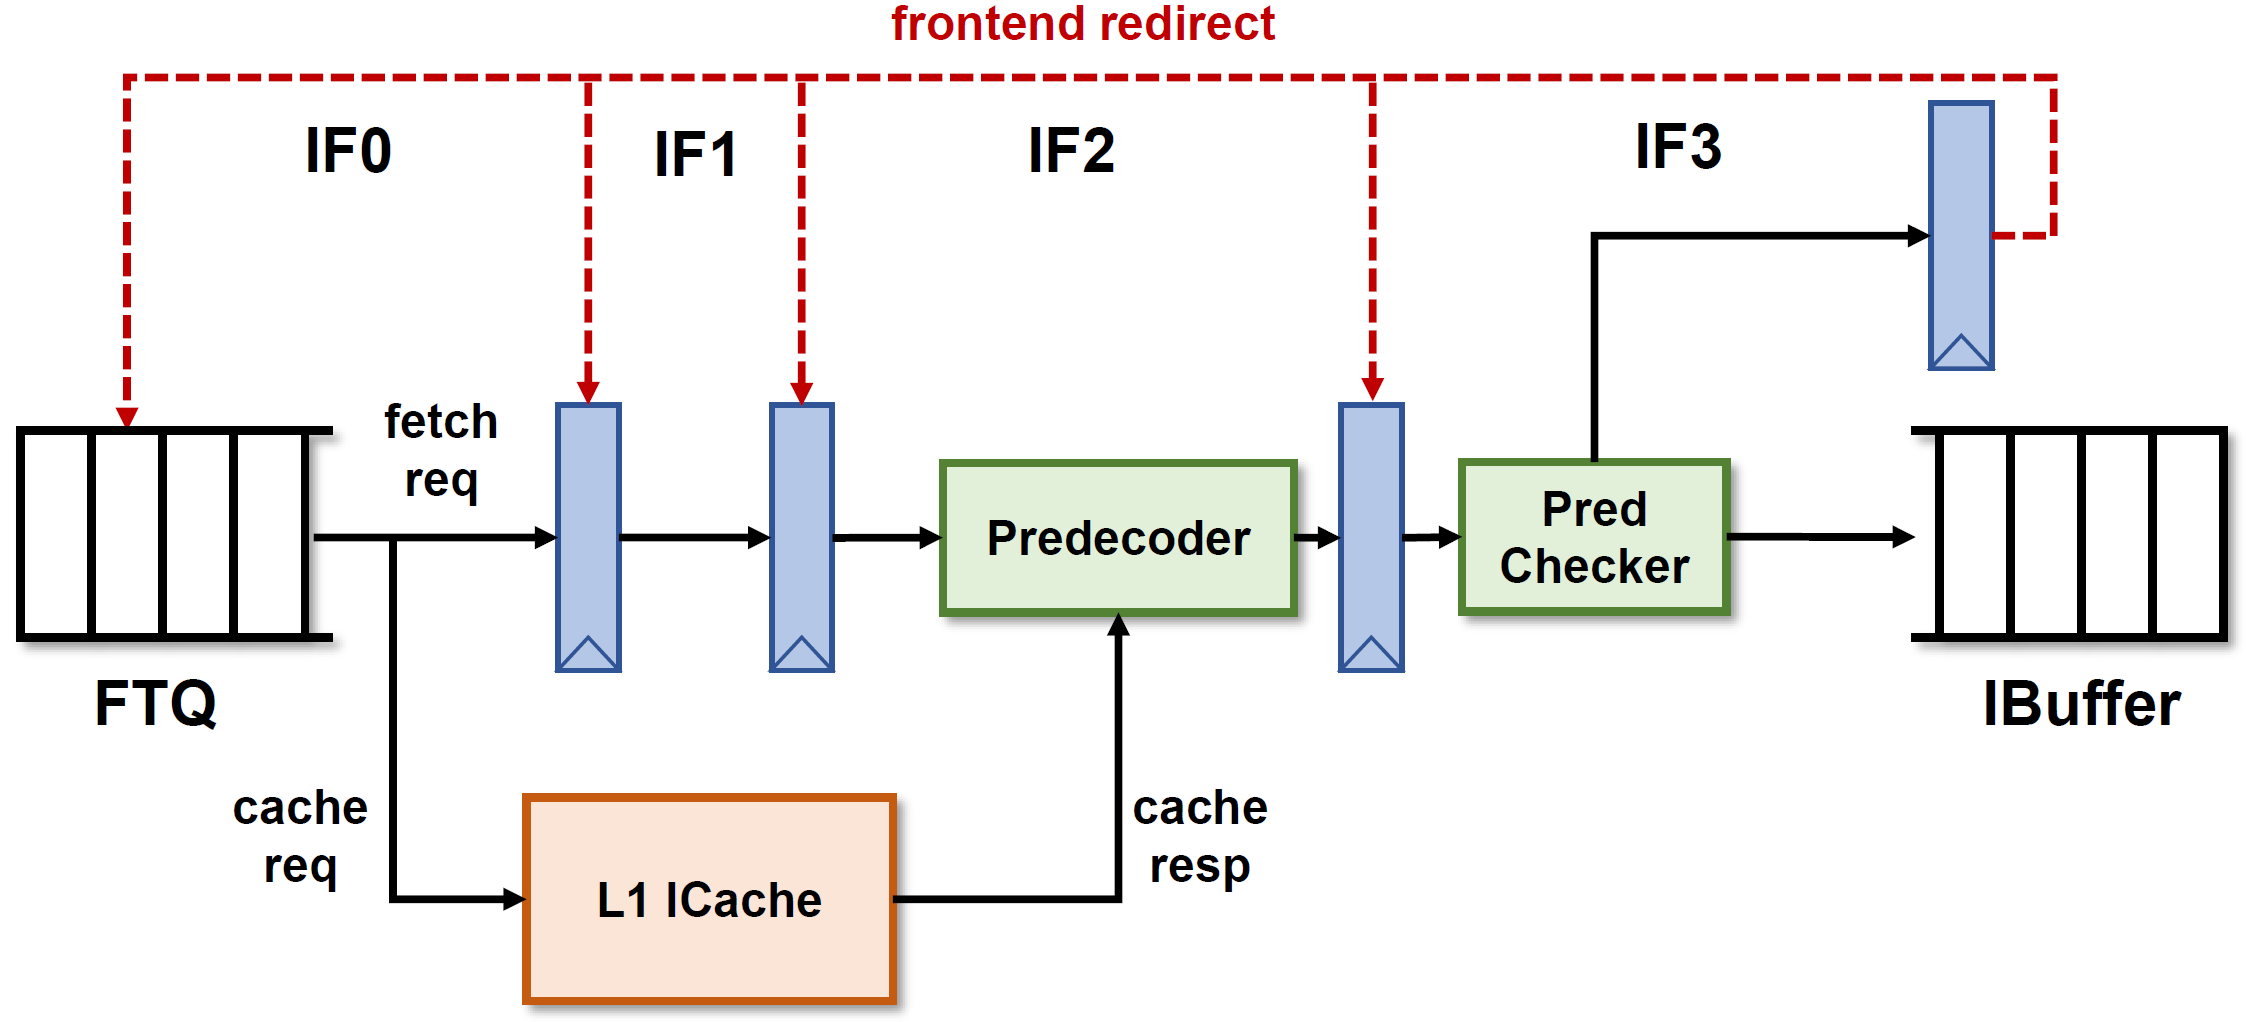 frontend redirect
IF0
IF1
IF2
IF3
fetch
req
Predecoder
Pred
Checker
FTQ
IBuffer
cache
req
L1 ICache
cache
resp